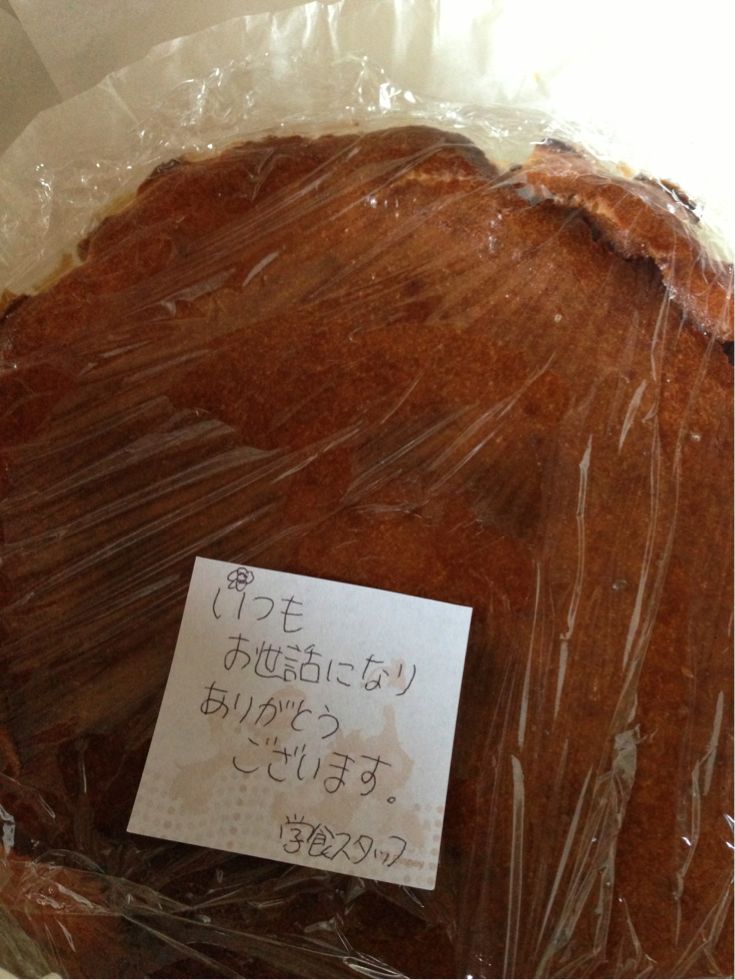 いつも
お世話になり
ありがとう
ございます。
学食スタッフ